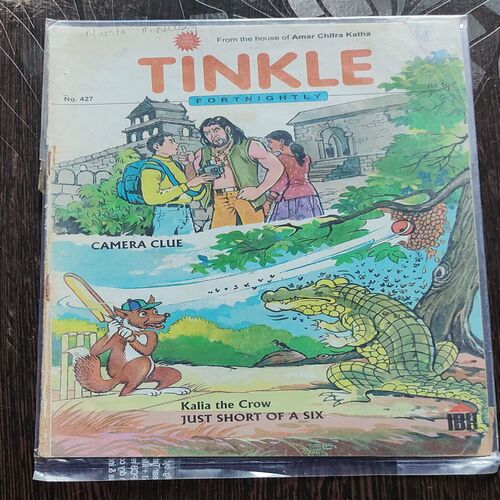 From the house of Amar Chitra Katha
TINKLE
FORTNIGHTLY
No. 427
CAMERA CLUE
Kalia the Crow
JUST SHORT OF A SIX
IBH